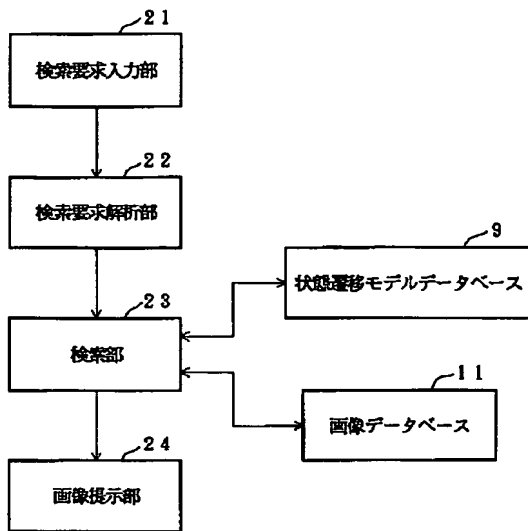 21
検索要求入力部
22
検索要求解析部
23
検索部
9
状態遷移モデルデータベース
11
画像データベース
24
画像提示部